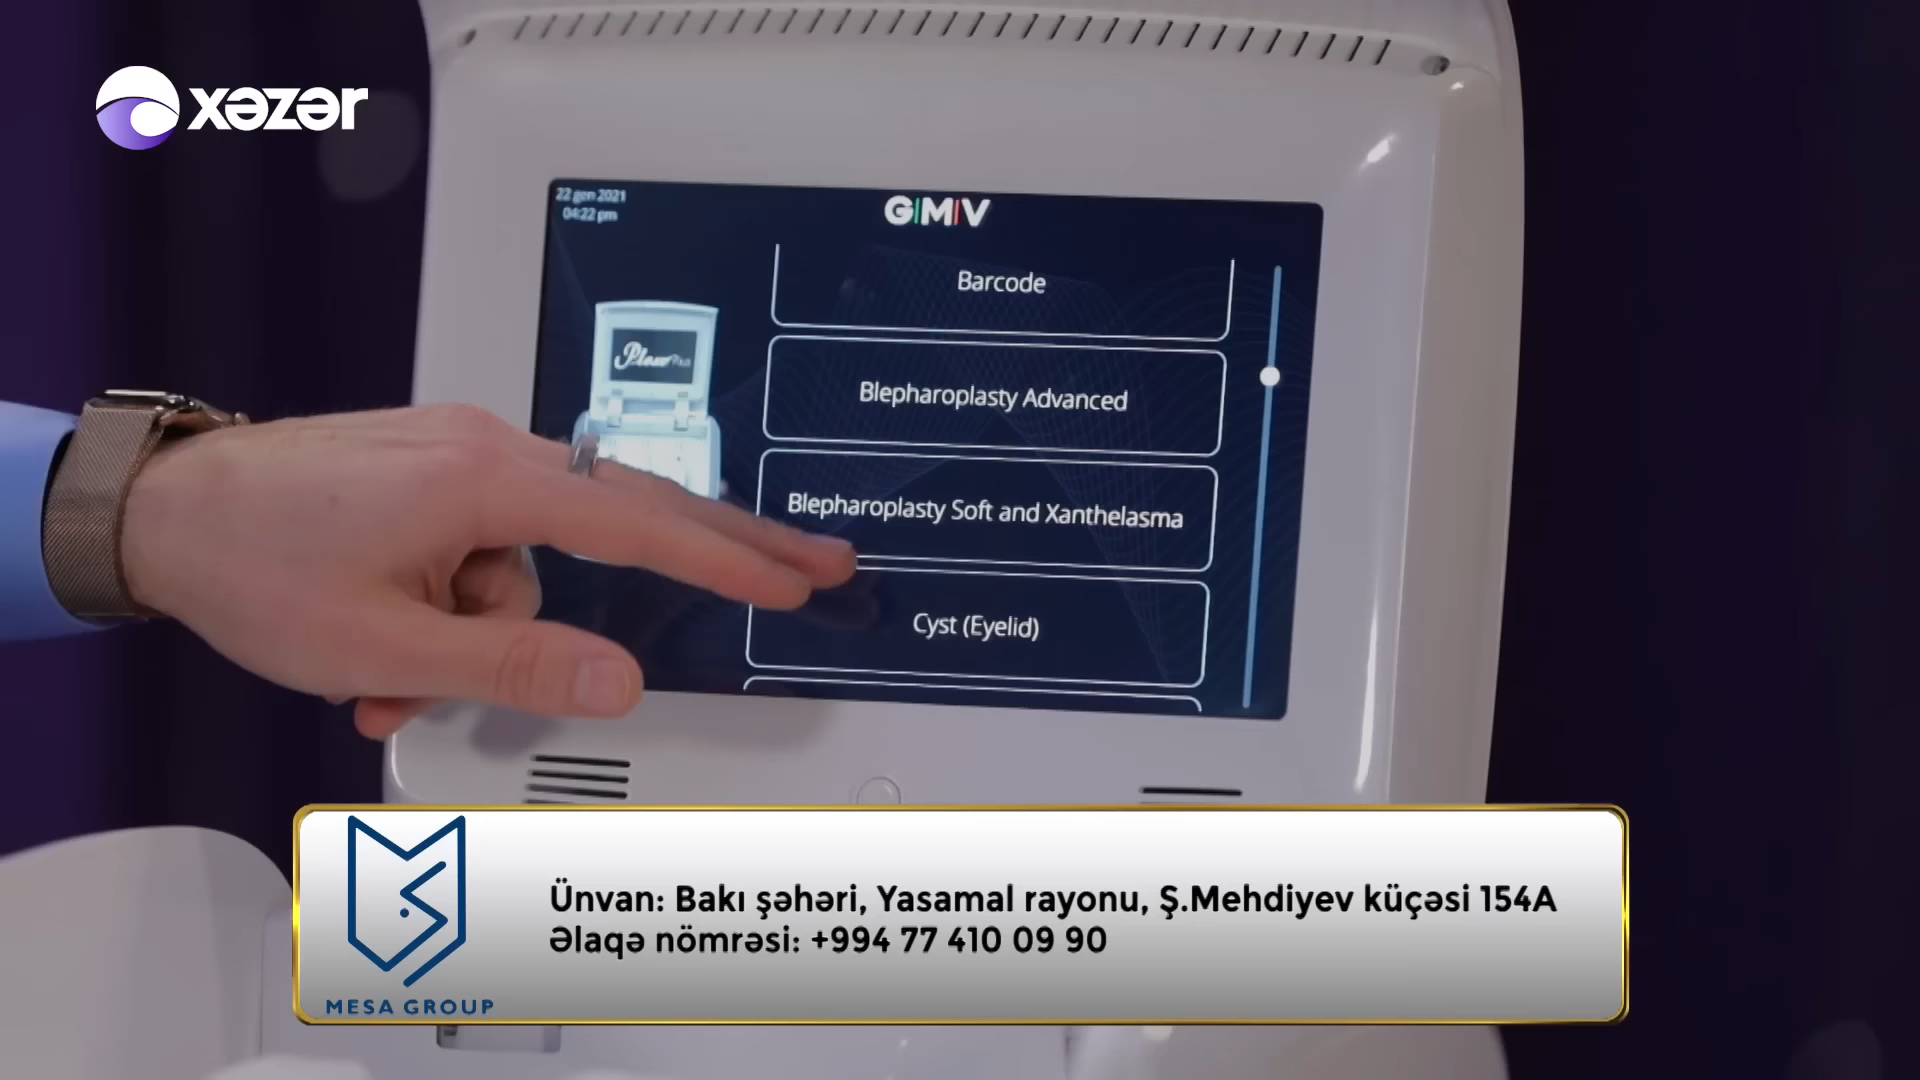 xəzər
22 gen 2021
04:22 pm
G|M|V
Barcode
Blepharoplasty Advanced
Blepharoplasty Soft and Xanthelasma
Cyst (Eyelid)
Ünvan: Bakı şəhəri, Yasamal rayonu, Ş.Mehdiyev küçəsi 154A
Əlaqə nömrəsi: +994 77 410 09 90
MESA GROUP